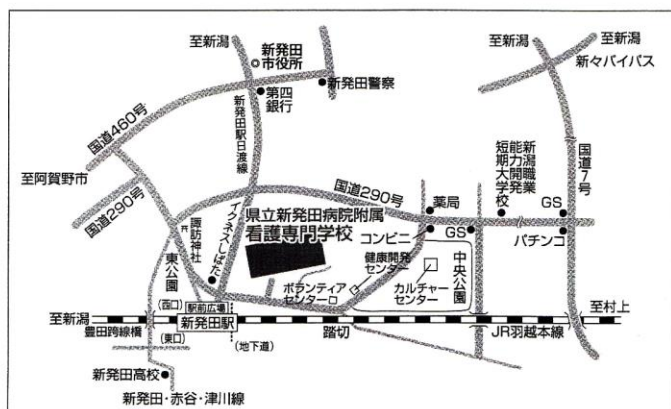 至新潟
新発田
市役所
新発田警察
第四
銀行
新発田駅日渡線
国道460号
至阿賀野市
国道290号
至新潟
至新潟
新々バイパス
国道7号
新潟職業
能力開発
短期大学校
国道290号
薬局
GS
コンビニ
GS
パチンコ
県立新発田病院附属
看護専門学校
諏訪神社
イクネスしばた
東公園
健康開発
センター
ボランティア
センター
カルチャー
センター
中央公園
(西口)
駅前広場
新発田駅
至新潟
豊田跨線橋
(東口)
(地下道)
踏切
JR羽越本線
至村上
新発田高校
新発田・赤谷・津川線